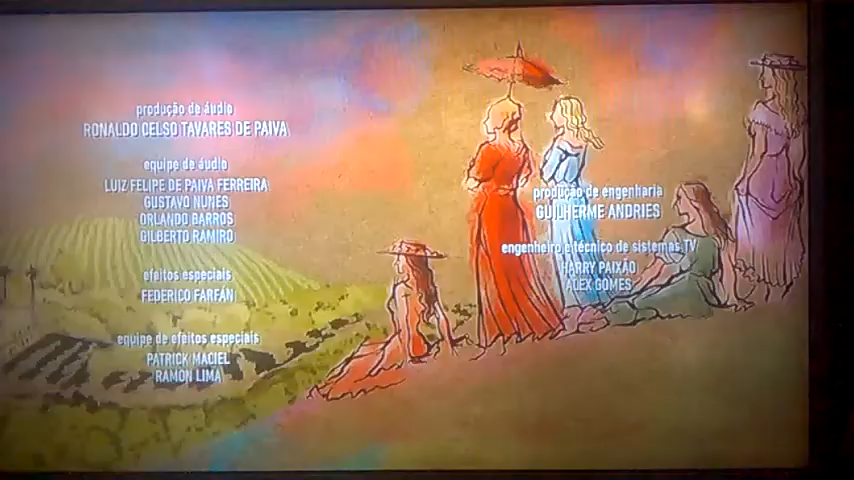 produção de áudio
RONALDO CELSO TAVARES DE PAIVA
equipe de áudio
LUIZ FELIPE DE PAIVA FERREIRA
GUSTAVO NUNES
ORLANDO BARROS
GILBERTO RAMIRO
efeitos especiais
FEDERICO FARFÁN
equipe de efeitos especiais
PATRICK MACIEL
RAMON LIMA
produção de engenharia
GUILHERME ANDRIES
engenheiro e técnico de sistemas TV
HARRY PAIXÃO
ALEX GOMES